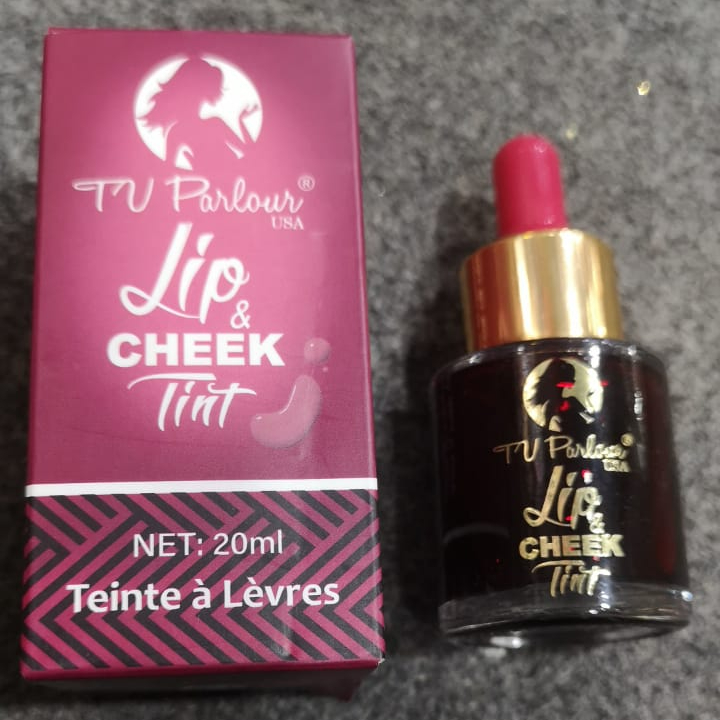 TV Parlour®
USA
Lip
&
CHEEK
Tint
NET: 20ml
Teinte à Lèvres
TV Parlour®
USA
Lip
&
CHEEK
Tint